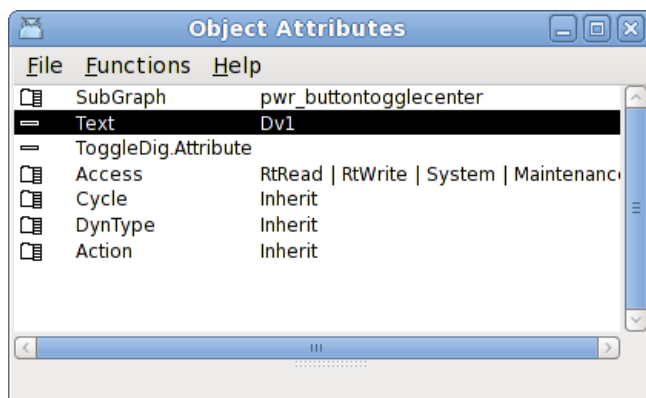 Object Attributes
File Functions Help
SubGraph pwr_buttontogglecenter
Text Dv1
ToggleDig.Attribute
Access RtRead | RtWrite | System | Maintenance
Cycle Inherit
DynType Inherit
Action Inherit